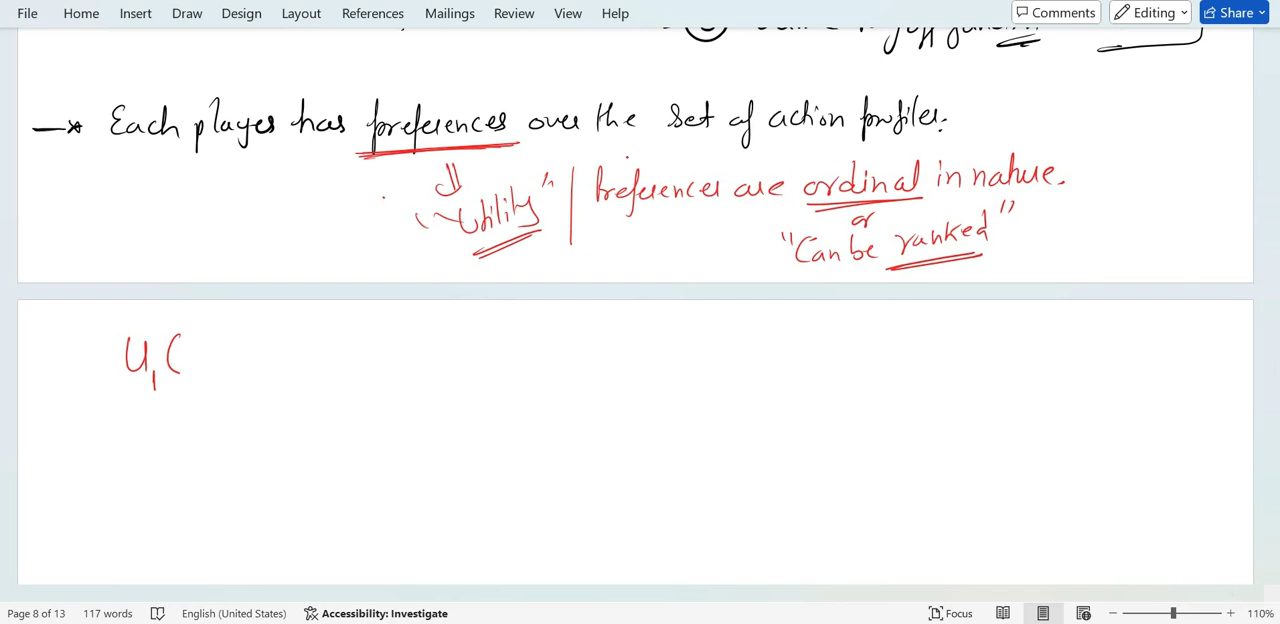 File Home Insert Draw Design Layout References Mailings Review View Help Comments Editing Share
Each player has preferences over the set of action profiles.
"Utility" | Preferences are ordinal in nature.
or
"Can be ranked"
U1(
Page 8 of 13 117 words English (United States) Accessibility: Investigate Focus 110%